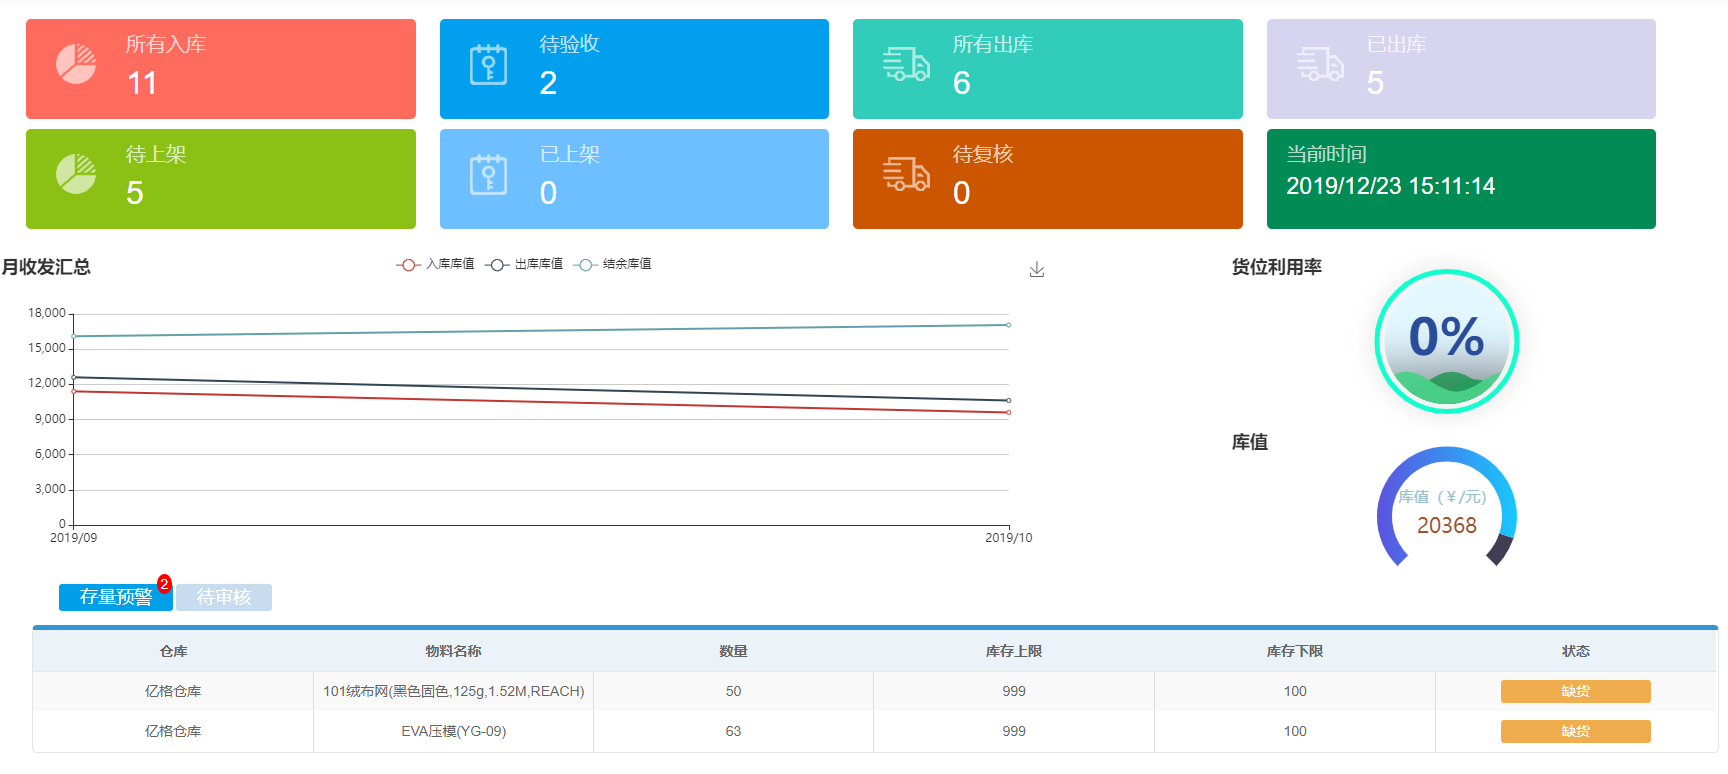 所有入库
11
待验收
2
所有出库
6
已出库
5
待上架
5
已上架
0
待复核
0
当前时间
2019/12/23 15:11:14
月收发汇总
入库库值 出库库值 结余库值
18,000
15,000
12,000
9,000
6,000
3,000
0
2019/09 2019/10
货位利用率
0%
库值
库值（￥/元）
20368
存量预警 2 待审核
仓库 物料名称 数量 库存上限 库存下限 状态
亿格仓库 101绒布网(黑色固色,125g,1.52M,REACH) 50 999 100 缺货
亿格仓库 EVA压模(YG-09) 63 999 100 缺货